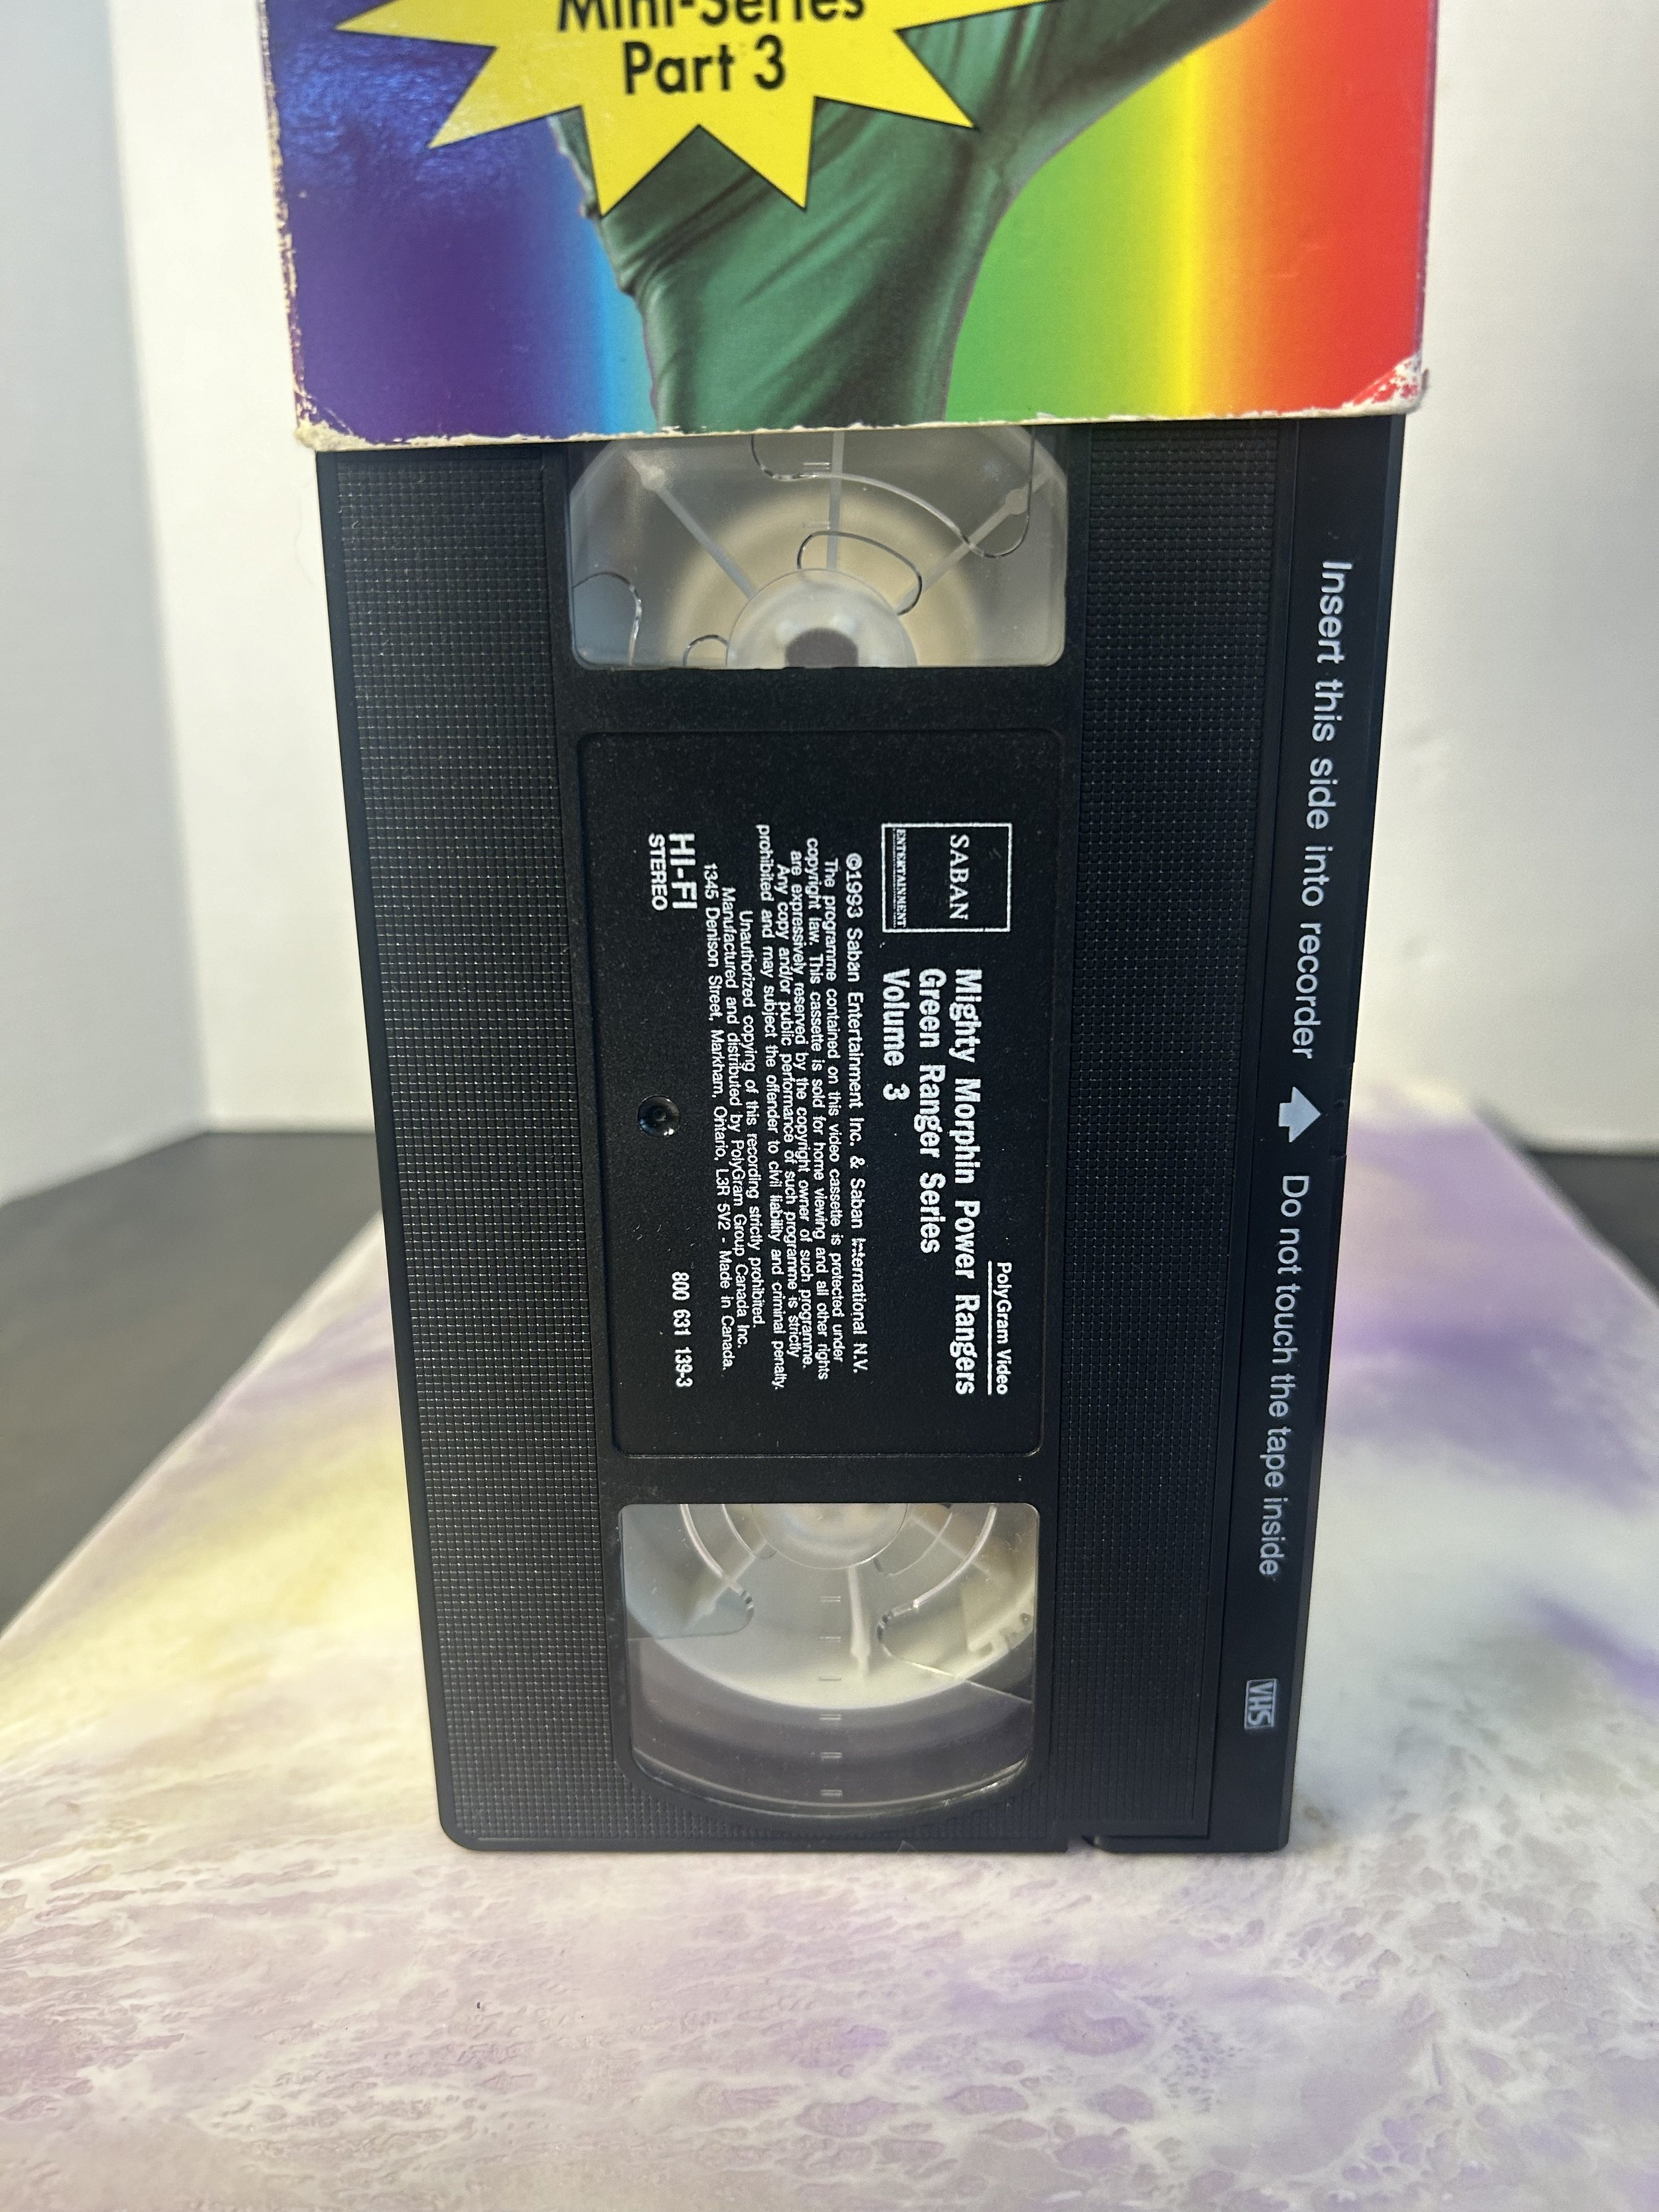 Mini-Series
Part 3
Insert this side into recorder
Do not touch the tape inside
VHS
PolyGram Video
SABAN
ENTERTAINMENT
Mighty Morphin Power Rangers
Green Ranger Series
Volume 3
©1993 Saban Entertainment Inc. & Saban International N.V.
The programme contained on this video cassette is protected under
copyright law. This cassette is sold for home viewing and all other rights
are expressively reserved by the copyright owner of such programme.
Any copy and/or public performance of such programme is strictly
prohibited and may subject the offender to civil liability and criminal penalty.
Unauthorized copying of this recording strictly prohibited.
Manufactured and distributed by PolyGram Group Canada Inc.
1345 Denison Street, Markham, Ontario, L3R 5V2 - Made in Canada.
HI-FI
STEREO
800 631 139-3